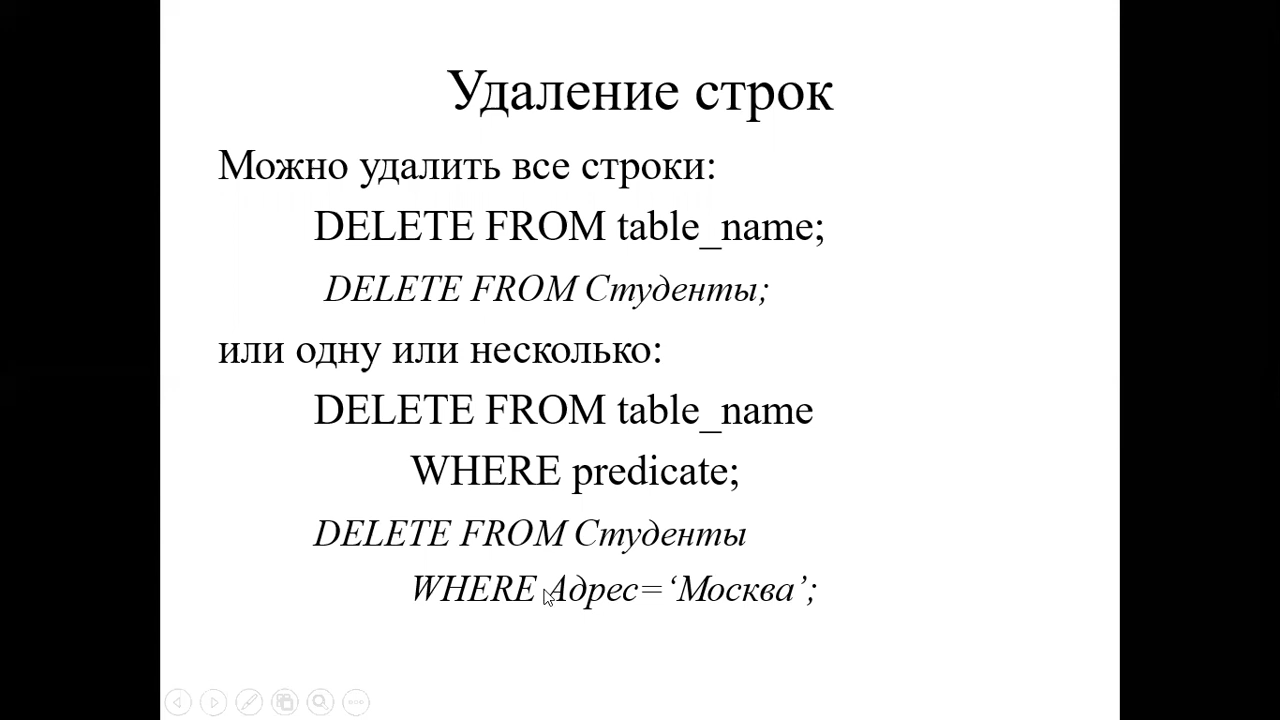 Удаление строк
Можно удалить все строки:
DELETE FROM table_name;
DELETE FROM Студенты;
или одну или несколько:
DELETE FROM table_name
WHERE predicate;
DELETE FROM Студенты
WHERE Адрес=‘Москва’;